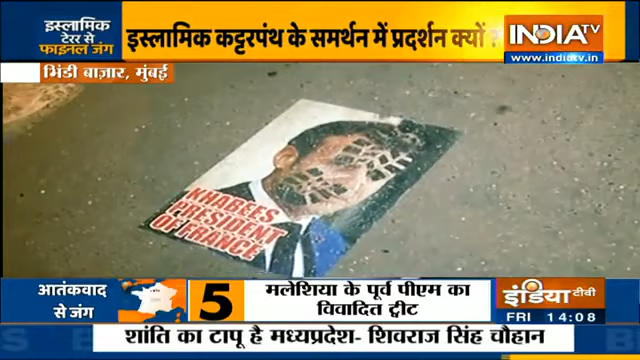 इस्लामिक
टेरर से
फाइनल जंग
इस्लामिक कट्टरपंथ के समर्थन में प्रदर्शन क्यों
INDIA TV
www.indiatv.in
भिंडी बाज़ार, मुंबई
KHABEES
PRESIDENT
OF FRANCE
आतंकवाद
से जंग
5
मलेशिया के पूर्व पीएम का
विवादित ट्वीट
इंडिया टीवी
FRI 14:08
शांति का टापू है मध्यप्रदेश- शिवराज सिंह चौहान